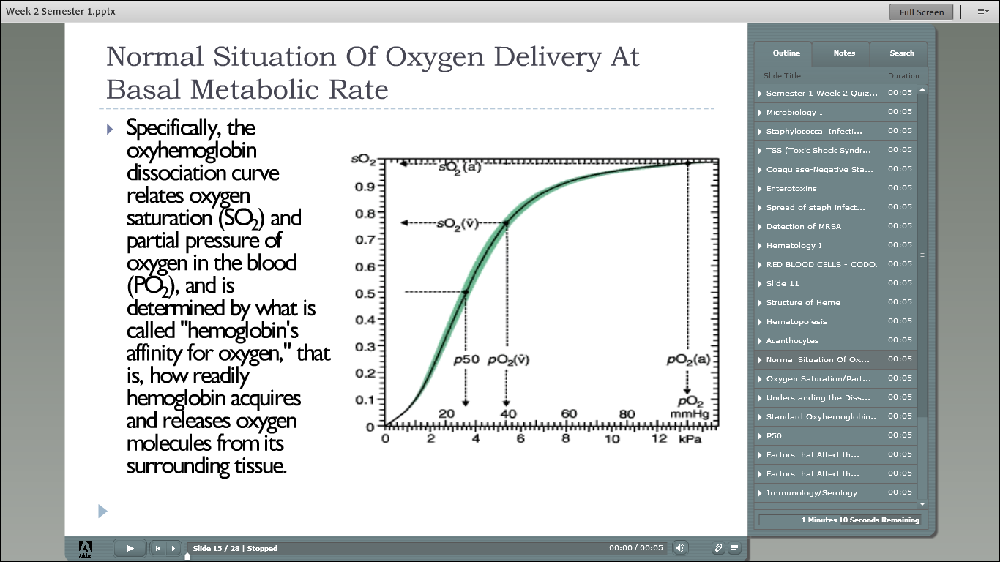 Week 2 Semester 1.pptx
Full Screen
Normal Situation Of Oxygen Delivery At
Basal Metabolic Rate
Specifically, the
oxyhemoglobin
dissociation curve
relates oxygen
saturation (SO₂) and
partial pressure of
oxygen in the blood
(PO₂), and is
determined by what is
called "hemoglobin's
affinity for oxygen," that
is, how readily
hemoglobin acquires
and releases oxygen
molecules from its
surrounding tissue.
sO₂
sO₂(a)
0.9
0.8
sO₂(v̄)
0.7
0.6
0.5
0.4
0.3
p50 pO₂(v̄) pO₂(a)
0.2
0.1
pO₂
20 40 60 80 mmHg
0
0 2 4 6 8 10 12 kPa
Outline Notes Search
Slide Title Duration
Semester 1 Week 2 Quiz... 00:05
Microbiology I 00:05
Staphylococcal Infecti... 00:05
TSS (Toxic Shock Syndr... 00:05
Coagulase-Negative Sta... 00:05
Enterotoxins 00:05
Spread of staph infect... 00:05
Detection of MRSA 00:05
Hematology I 00:05
RED BLOOD CELLS - CODO. 00:05
Slide 11 00:05
Structure of Heme 00:05
Hematopoiesis 00:05
Acanthocytes 00:05
Normal Situation Of Ox... 00:05
Oxygen Saturation/Part... 00:05
Understanding the Diss... 00:05
Standard Oxyhemoglobin.. 00:05
P50 00:05
Factors that Affect th... 00:05
Factors that Affect th... 00:05
Immunology/Serology 00:05
1 Minutes 10 Seconds Remaining
Adobe
Slide 15 / 28 | Stopped
00:00 / 00:05